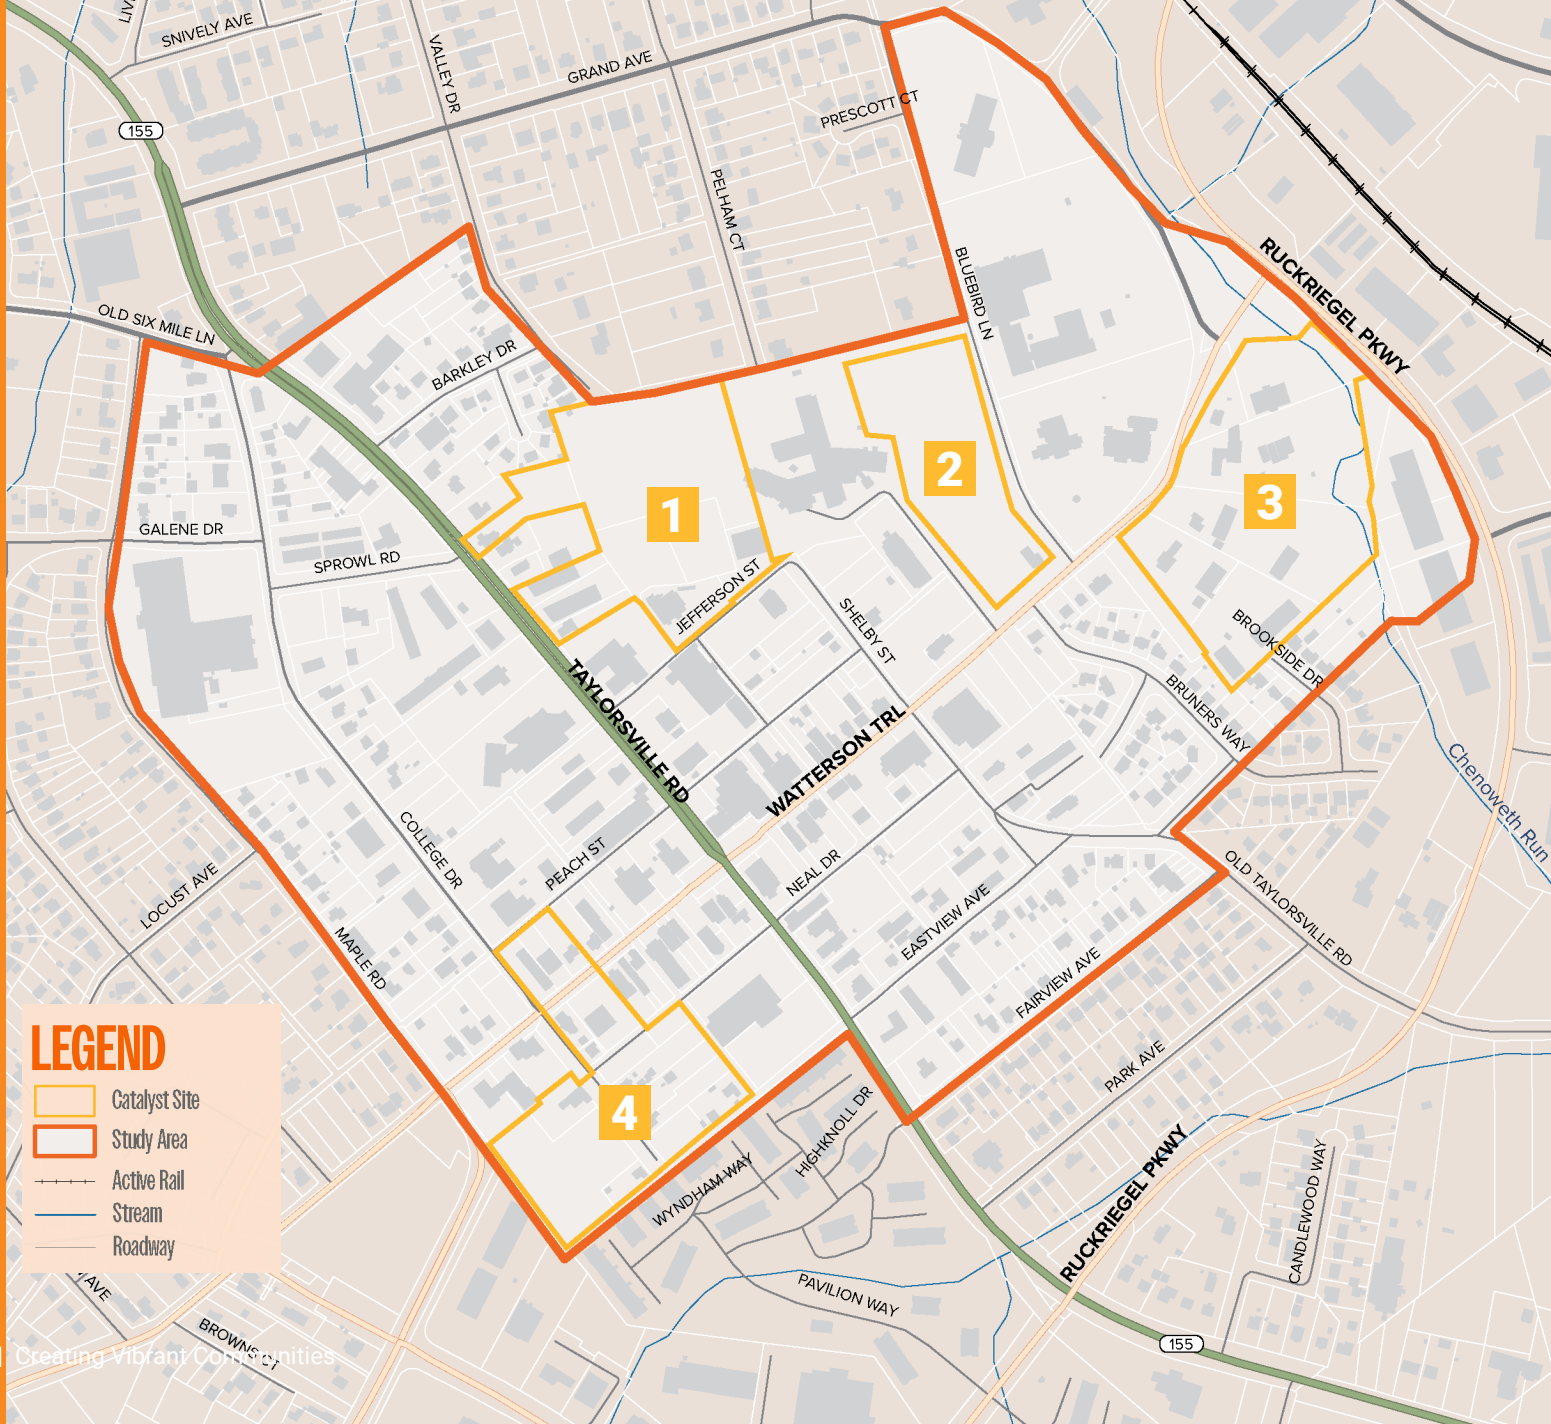 SNIVELY AVE
VALLEY DR
GRAND AVE
PRESCOTT CT
155
PELHAM CT
BLUEBIRD LN
RUCKRIEGEL PKWY
OLD SIX MILE LN
BARKLEY DR
1
2
3
GALENE DR
SPROWL RD
JEFFERSON ST
SHELBY ST
BROOKSIDE DR
BRUNERS WAY
TAYLORSVILLE RD
WATTERSON TRL
Chenoweth Run
COLLEGE DR
PEACH ST
NEAL DR
LOCUST AVE
EASTVIEW AVE
OLD TAYLORSVILLE RD
MAPLE RD
FAIRVIEW AVE
PARK AVE
4
HIGHKNOLL DR
WYNDHAM WAY
RUCKRIEGEL PKWY
CANDLEWOOD WAY
PAVILION WAY
155
LEGEND
Catalyst Site
Study Area
Active Rail
Stream
Roadway
AVE
BROWNS CT
Creating Vibrant Communities